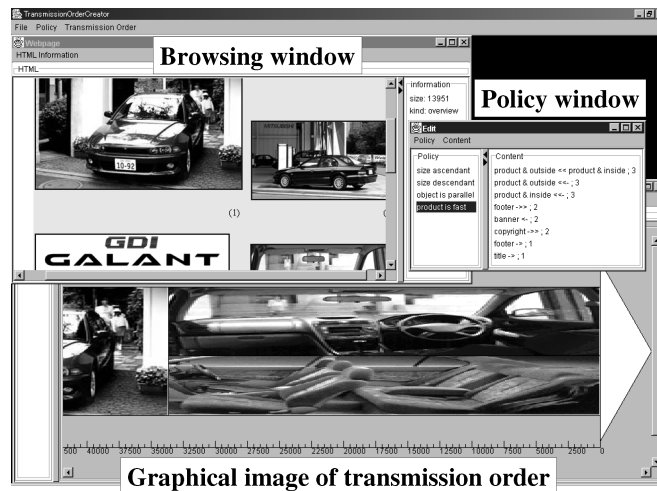 TransmissionOrderCreator
File Policy Transmission Order
Webpage
HTML Information
HTML
Browsing window
information
size: 13951
kind: overview
Policy window
Edit
Policy Content
Policy
size ascendant
size descendant
object is parallel
product is fast
Content
product & outside << product & inside ; 3
product & outside <<- ; 3
product & inside <<- ; 3
footer ->> ; 2
banner <- ; 2
copyright ->> ; 2
footer -> ; 1
title -> ; 1
10-92
(1)
GDI
GALANT
500 40000 37500 35000 32500 30000 27500 25000 22500 20000 17500 15000 12500 10000 7500 5000 2500 0
Graphical image of transmission order